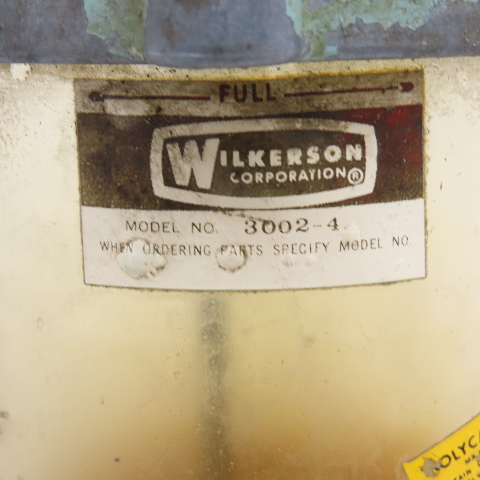 FULL
WILKERSON
CORPORATION®
MODEL NO. 3002-4
WHEN ORDERING PARTS SPECIFY MODEL NO.